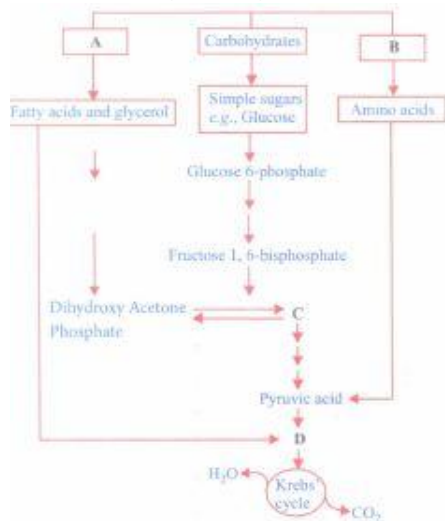 A
Carbohydrates
B
Fatty acids and glycerol
Simple sugars
e.g., Glucose
Amino acids
Glucose 6-phosphate
Fructose 1, 6-bisphosphate
Dihydroxy Acetone
Phosphate
C
Pyruvic acid
D
H₂O
Krebs'
cycle
CO₂